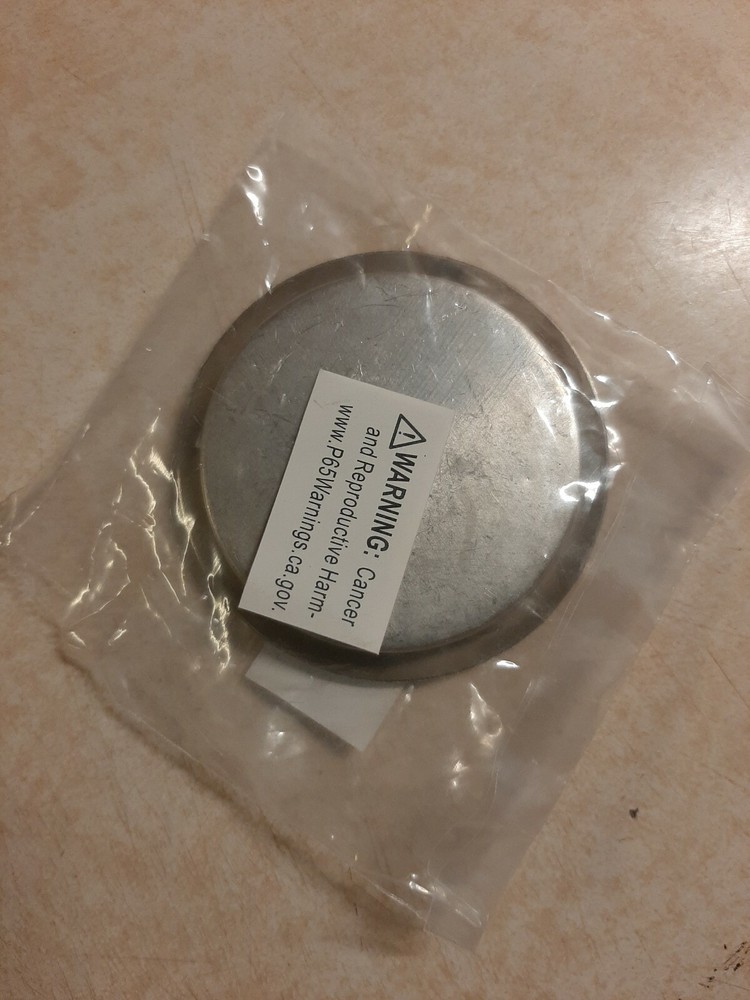 ⚠WARNING: Cancer
and Reproductive Harm-
www.P65Warnings.ca.gov.